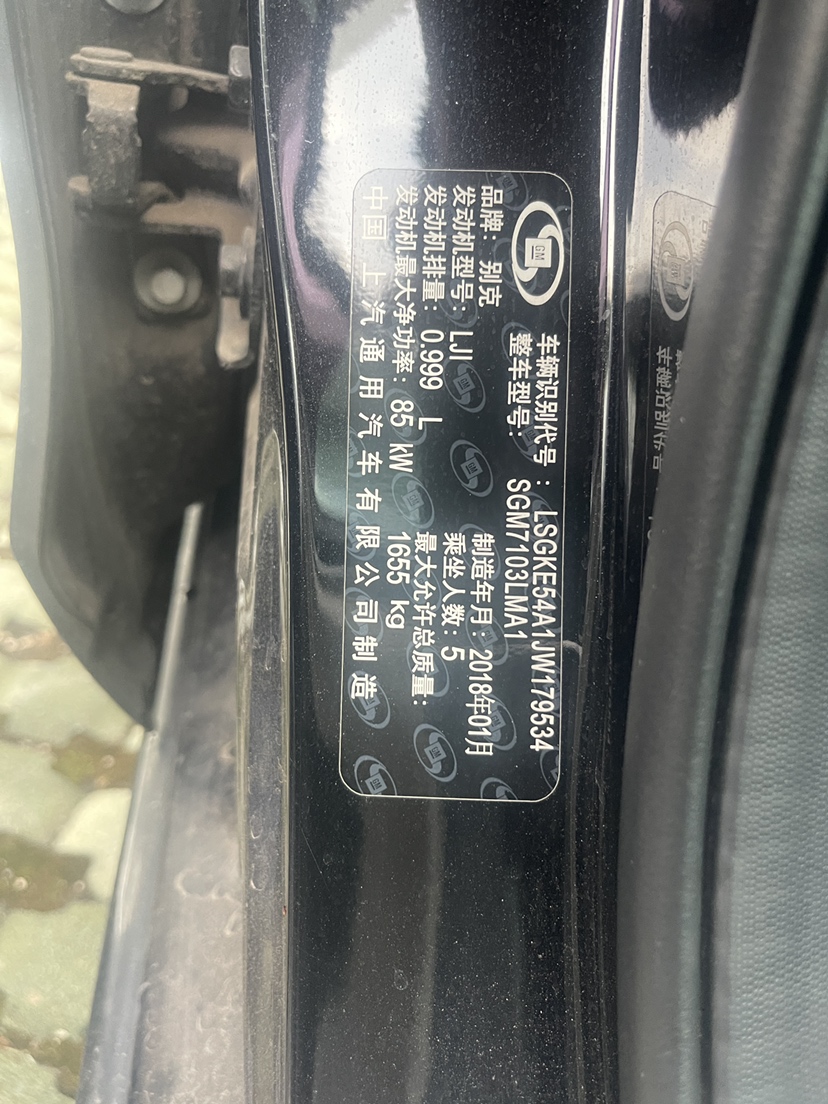 GM
车辆识别代号：LSGKE54A1JW179534
整车型号：SGM7103LMA1
品牌：别克
制造年月：2018年01月
发动机型号：LJI
乘坐人数：5
发动机排量：0.999 L
最大允许总质量：
发动机最大净功率：85 kW
1655 kg
中国 上汽通用汽车有限公司制造